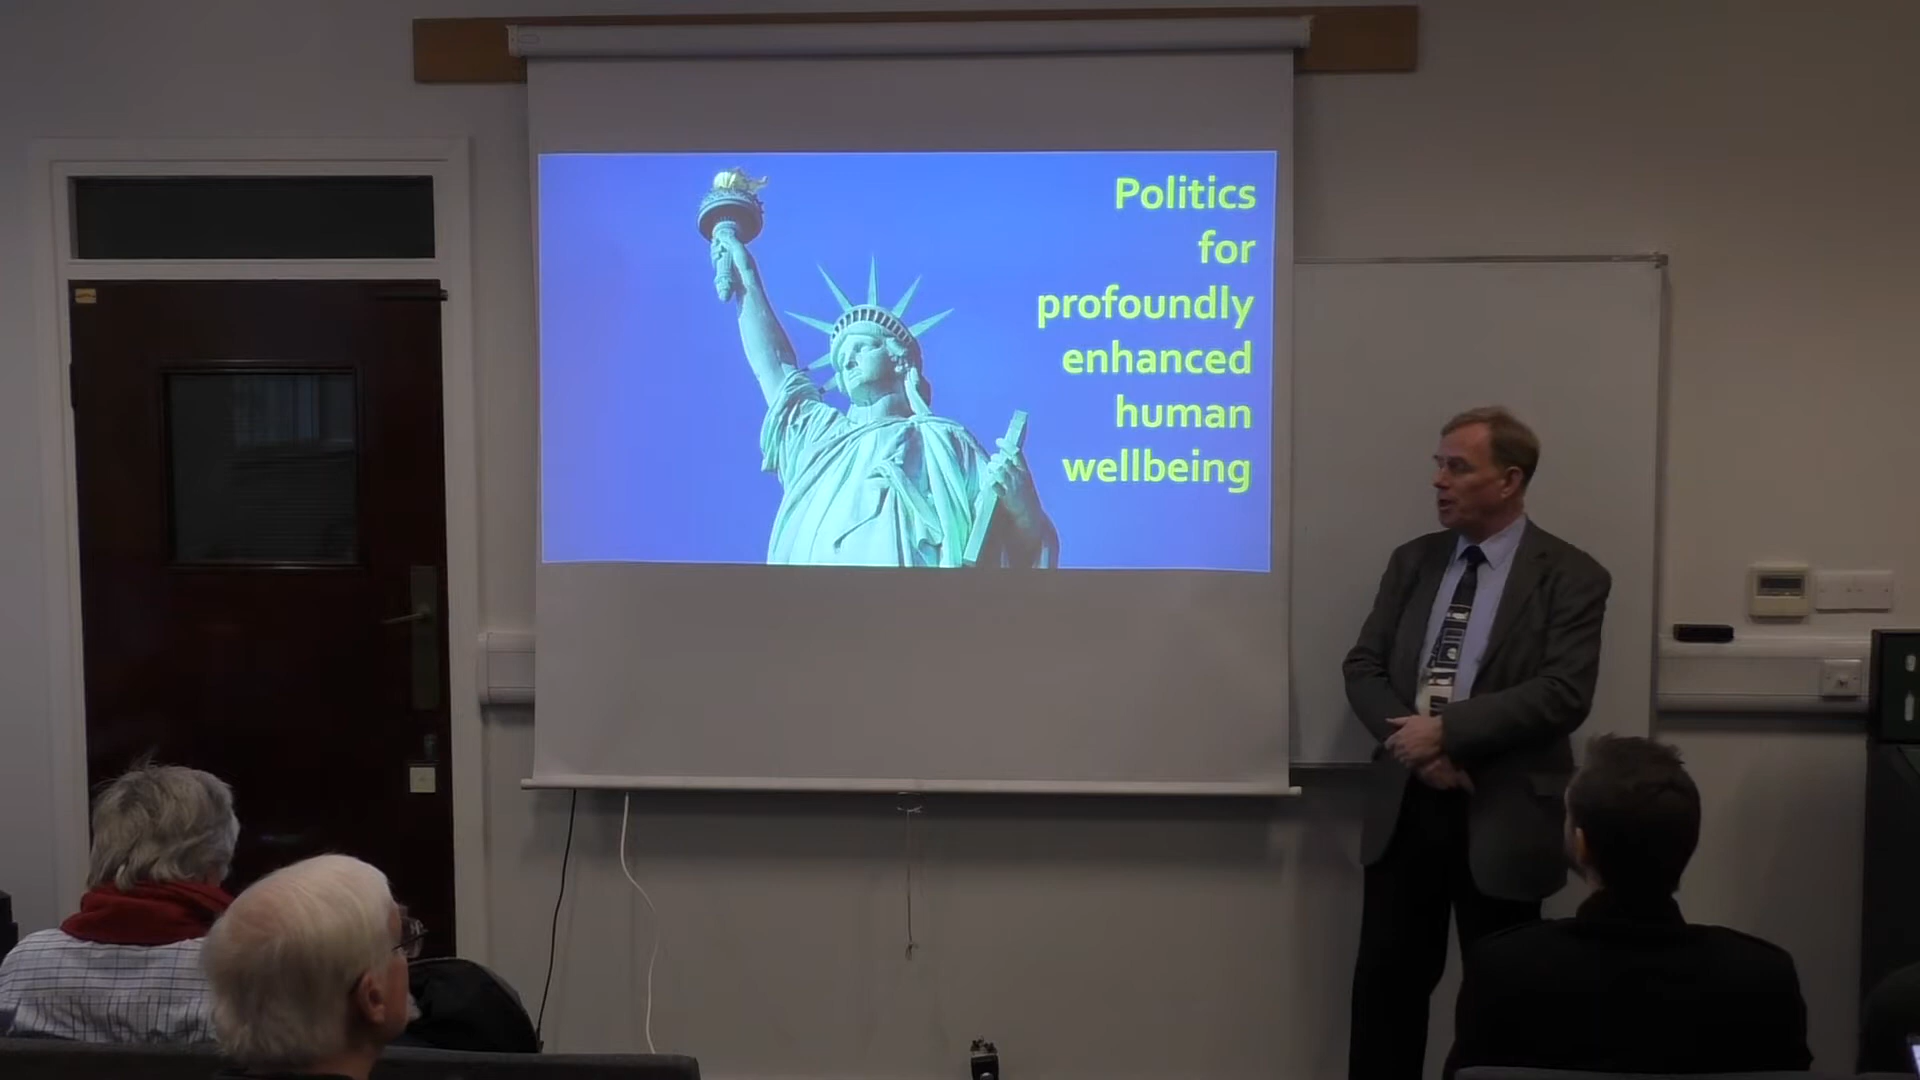 Politics
for
profoundly
enhanced
human
wellbeing